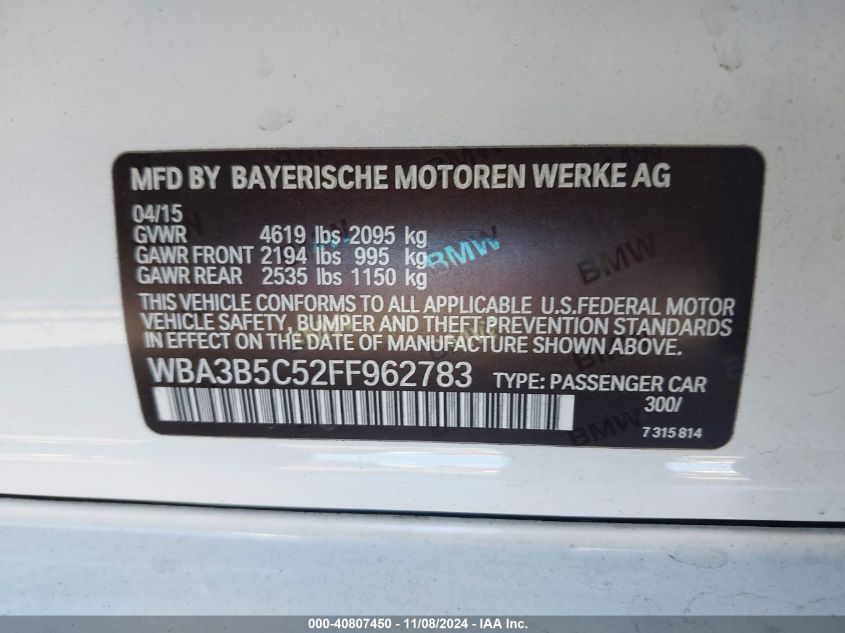 MFD BY BAYERISCHE MOTOREN WERKE AG
04/15
GVWR 4619 lbs 2095 kg
GAWR FRONT 2194 lbs 995 kg
GAWR REAR 2535 lbs 1150 kg
BMW BMW
THIS VEHICLE CONFORMS TO ALL APPLICABLE U.S.FEDERAL MOTOR
VEHICLE SAFETY, BUMPER AND THEFT PREVENTION STANDARDS
IN EFFECT ON THE DATE OF MANUFACTURE SHOWN ABOVE.
WBA3B5C52FF962783 TYPE: PASSENGER CAR
300/
BMW
7 315 814
000-40807450 - 11/08/2024 - IAA Inc.